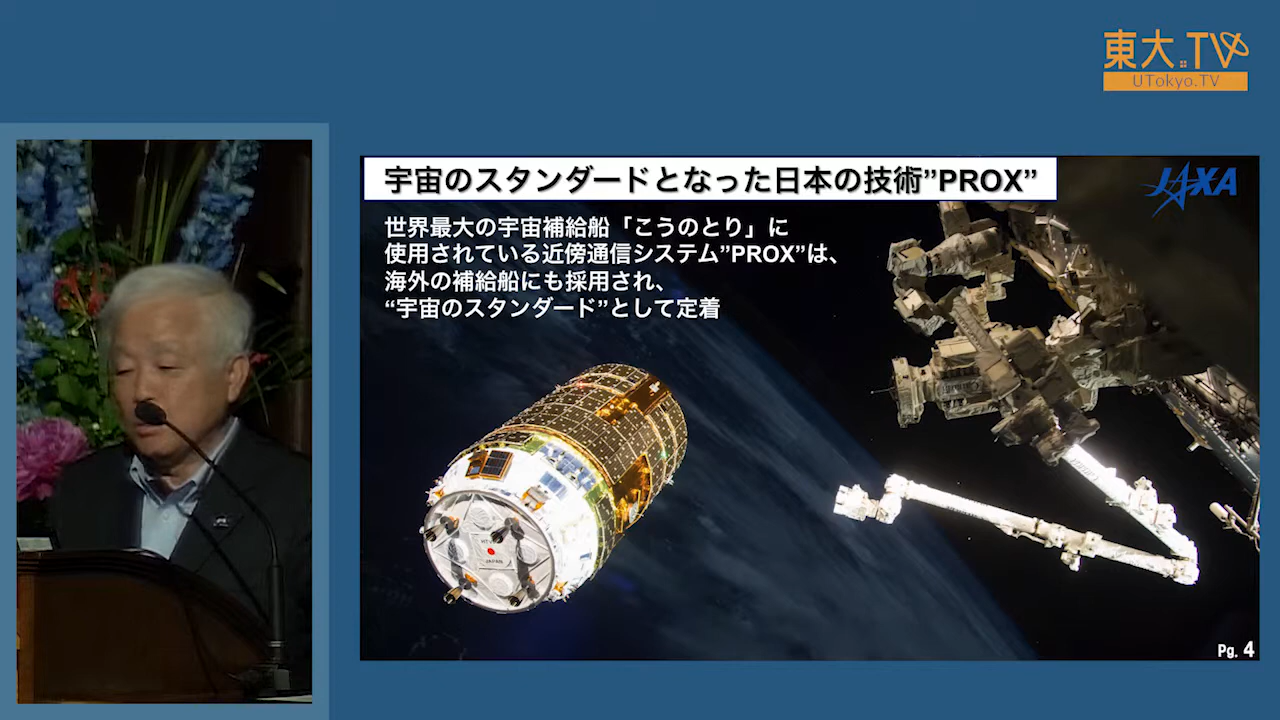 東大.TV
UTokyo.TV
宇宙のスタンダードとなった日本の技術”PROX”
JAXA
世界最大の宇宙補給船「こうのとり」に
使用されている近傍通信システム”PROX”は、
海外の補給船にも採用され、
“宇宙のスタンダード”として定着
JAPAN
Pg. 4